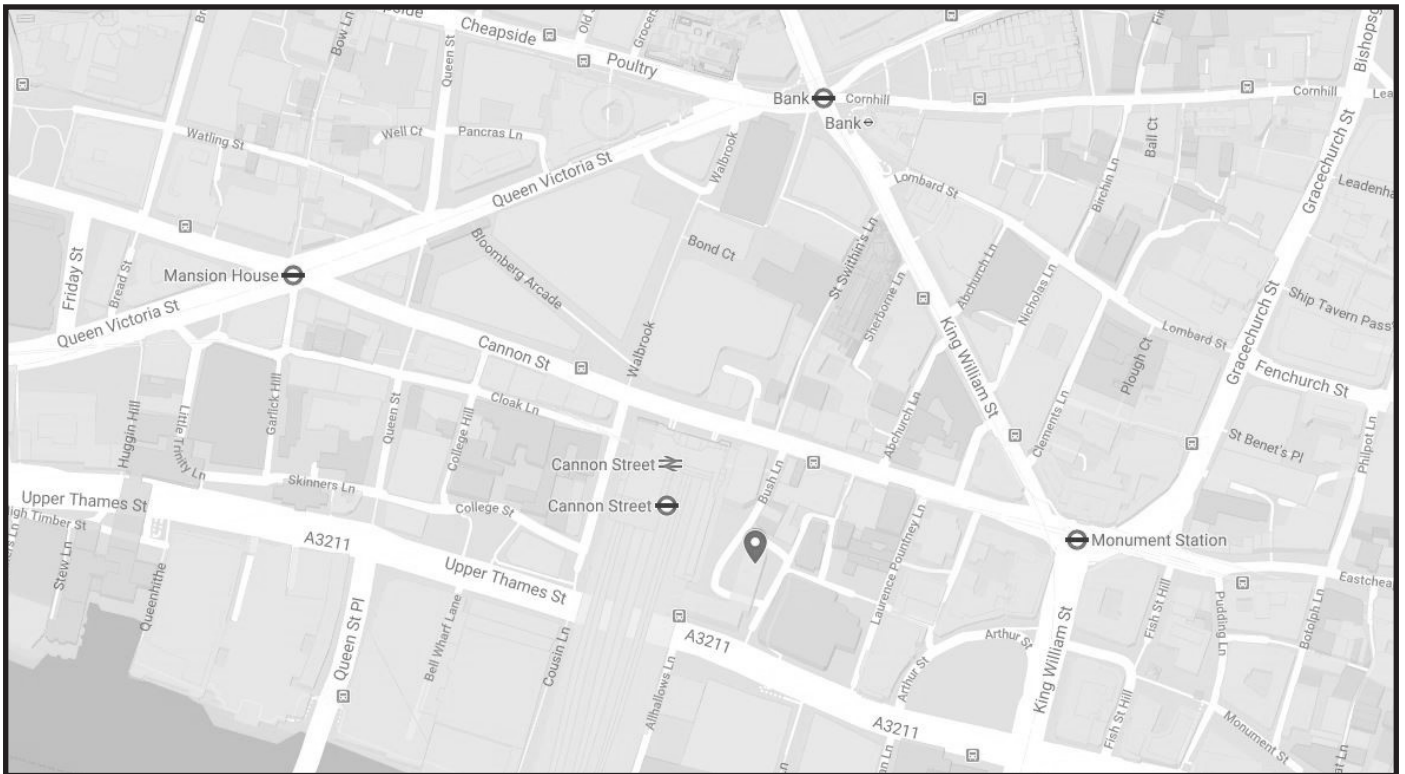 Cheapside
Poultry
Bow Ln
Queen St
Bank
Cornhill
Cornhill
Bank
Gracechurch St
Ball Ct
Watling St
Well Ct
Pancras Ln
Queen Victoria St
Walbrook
Lombard St
Birchin Ln
Bond Ct
St Swithin's Ln
Abchurch Ln
Sherborne Ln
Nicholas Ln
Friday St
Bread St
Mansion House
Bloomberg Arcade
Ship Tavern Pass'
Queen Victoria St
Cannon St
Walbrook
King William St
Lombard St
Gracechurch St
Plough Ct
Fenchurch St
Garlick Hill
Queen St
College Hill
Cloak Ln
Abchurch Ln
Clements Ln
Philpot Ln
St Benet's Pl
Huggin Hill
Little Trinity Ln
Skinners Ln
Cannon Street
Bush Ln
Upper Thames St
College St
Cannon Street
Laurence Pountney Ln
Monument Station
A3211
Upper Thames St
Stew Ln
Queenhithe
Queen St Pl
Bell Wharf Lane
Cousin Ln
A3211
Allhallows Ln
Arthur St
Arthur St
King William St
Fish St Hill
Pudding Ln
Botolph Ln
A3211
Fish St Hill
Monument St